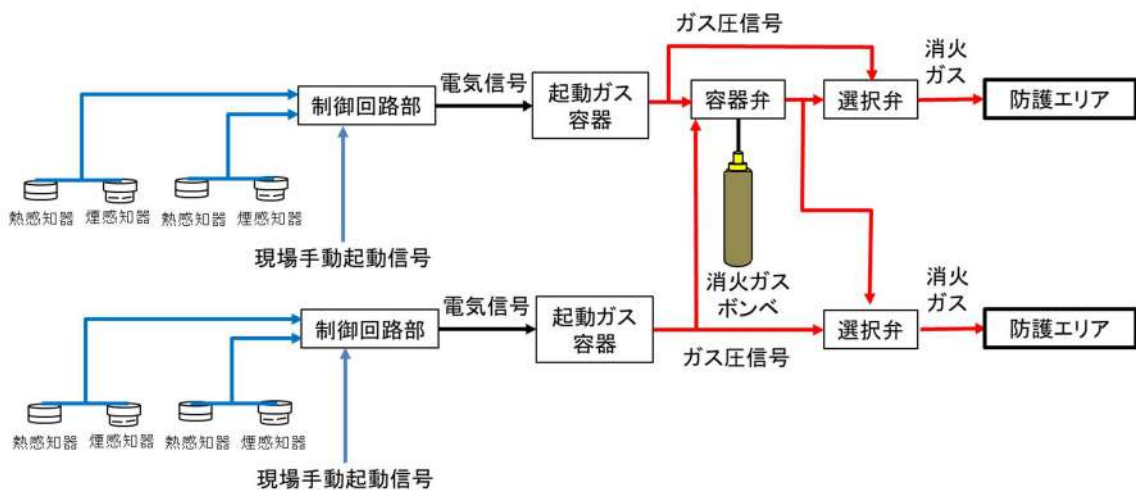 ガス圧信号
消火
ガス
電気信号
制御回路部
起動ガス
容器
容器弁
選択弁
防護エリア
熱感知器
煙感知器
熱感知器
煙感知器
現場手動起動信号
消火ガス
ボンベ
電気信号
消火
ガス
制御回路部
起動ガス
容器
ガス圧信号
選択弁
防護エリア
熱感知器
煙感知器
熱感知器
煙感知器
現場手動起動信号